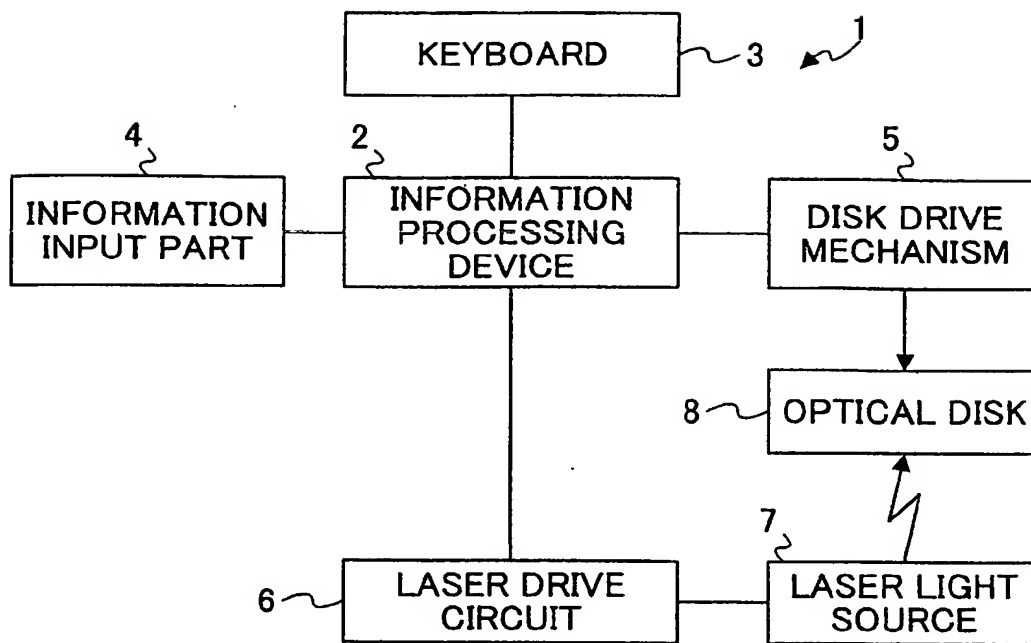 KEYBOARD
3
1
4
INFORMATION
INPUT PART
2
INFORMATION
PROCESSING
DEVICE
5
DISK DRIVE
MECHANISM
8
OPTICAL DISK
6
LASER DRIVE
CIRCUIT
7
LASER LIGHT
SOURCE